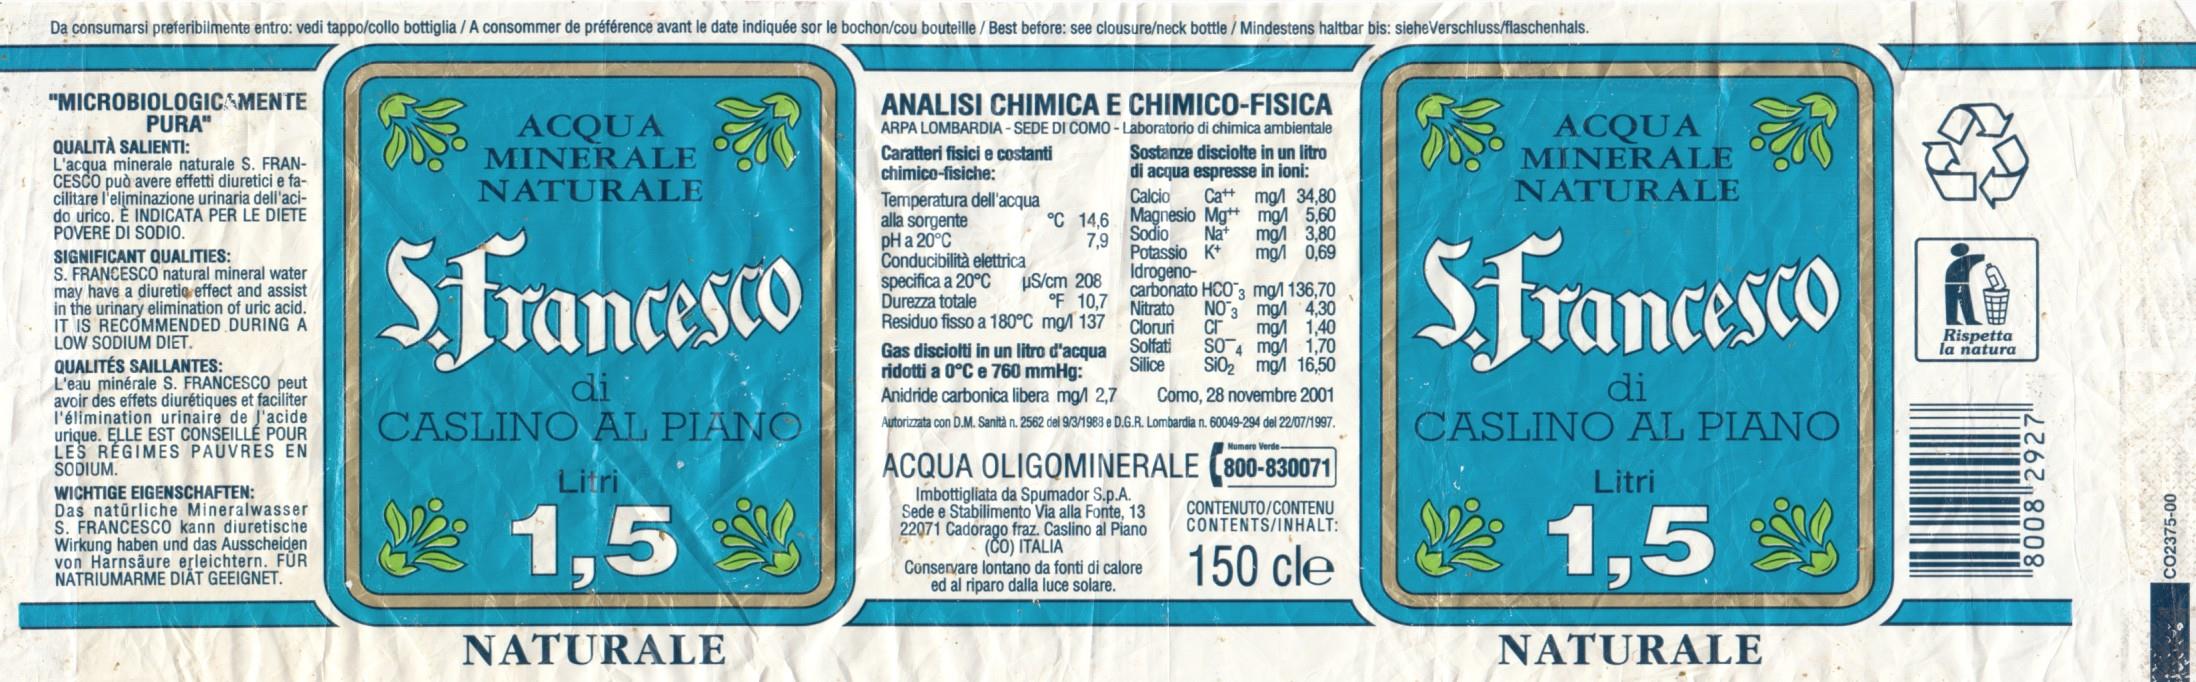 Da consumarsi preferibilmente entro: vedi tappo/collo bottiglia / A consommer de préférence avant le date indiquée sor le bochon/cou bouteille / Best before: see clousure/neck bottle / Mindestens haltbar bis: sieheVerschluss/flaschenhals.
"MICROBIOLOGICAMENTE
PURA"
QUALITÀ SALIENTI:
L'acqua minerale naturale S. FRAN-
CESCO può avere effetti diuretici e fa-
cilitare l'eliminazione urinaria dell'aci-
do urico. È INDICATA PER LE DIETE
POVERE DI SODIO.
SIGNIFICANT QUALITIES:
S. FRANCESCO natural mineral water
may have a diuretic effect and assist
in the urinary elimination of uric acid.
IT IS RECOMMENDED DURING A
LOW SODIUM DIET.
QUALITÉS SAILLANTES:
L'eau minérale S. FRANCESCO peut
avoir des effets diurétiques et faciliter
l'élimination urinaire de l'acide
urique. ELLE EST CONSEILLÉ POUR
LES RÉGIMES PAUVRES EN
SODIUM.
WICHTIGE EIGENSCHAFTEN:
Das natürliche Mineralwasser
S. FRANCESCO kann diuretische
Wirkung haben und das Ausscheiden
von Harnsäure erleichtern. FÜR
NATRIUMARME DIÄT GEEIGNET.
ACQUA
MINERALE
NATURALE
S.Francesco
di
CASLINO AL PIANO
Litri
1,5
NATURALE
ANALISI CHIMICA E CHIMICO-FISICA
ARPA LOMBARDIA - SEDE DI COMO - Laboratorio di chimica ambientale
Caratteri fisici e costanti
chimico-fisiche:
Temperatura dell'acqua
alla sorgente °C 14,6
pH a 20°C 7,9
Conducibilità elettrica
specifica a 20°C µS/cm 208
Durezza totale °F 10,7
Residuo fisso a 180°C mg/l 137
Gas disciolti in un litro d'acqua
ridotti a 0°C e 760 mmHg:
Anidride carbonica libera mg/l 2,7
Sostanze disciolte in un litro
di acqua espresse in ioni:
Calcio Ca⁺⁺ mg/l 34,80
Magnesio Mg⁺⁺ mg/l 5,60
Sodio Na⁺ mg/l 3,80
Potassio K⁺ mg/l 0,69
Idrogeno-
carbonato HCO⁻₃ mg/l 136,70
Nitrato NO⁻₃ mg/l 4,30
Cloruri Cl⁻ mg/l 1,40
Solfati SO⁻⁻₄ mg/l 1,70
Silice SiO₂ mg/l 16,50
Como, 28 novembre 2001
Autorizzata con D.M. Sanità n. 2562 del 9/3/1983 e D.G.R. Lombardia n. 60049-294 del 22/07/1997.
ACQUA OLIGOMINERALE
Numero Verde
800-830071
Imbottigliata da Spumador S.p.A.
Sede e Stabilimento Via alla Fonte, 13
22071 Cadorago fraz. Caslino al Piano
(CO) ITALIA
Conservare lontano da fonti di calore
ed al riparo dalla luce solare.
CONTENUTO/CONTENU
CONTENTS/INHALT:
150 cl e
ACQUA
MINERALE
NATURALE
S.Francesco
di
CASLINO AL PIANO
Litri
1,5
NATURALE
Rispetta
la natura
8008 2927
CO2375-00